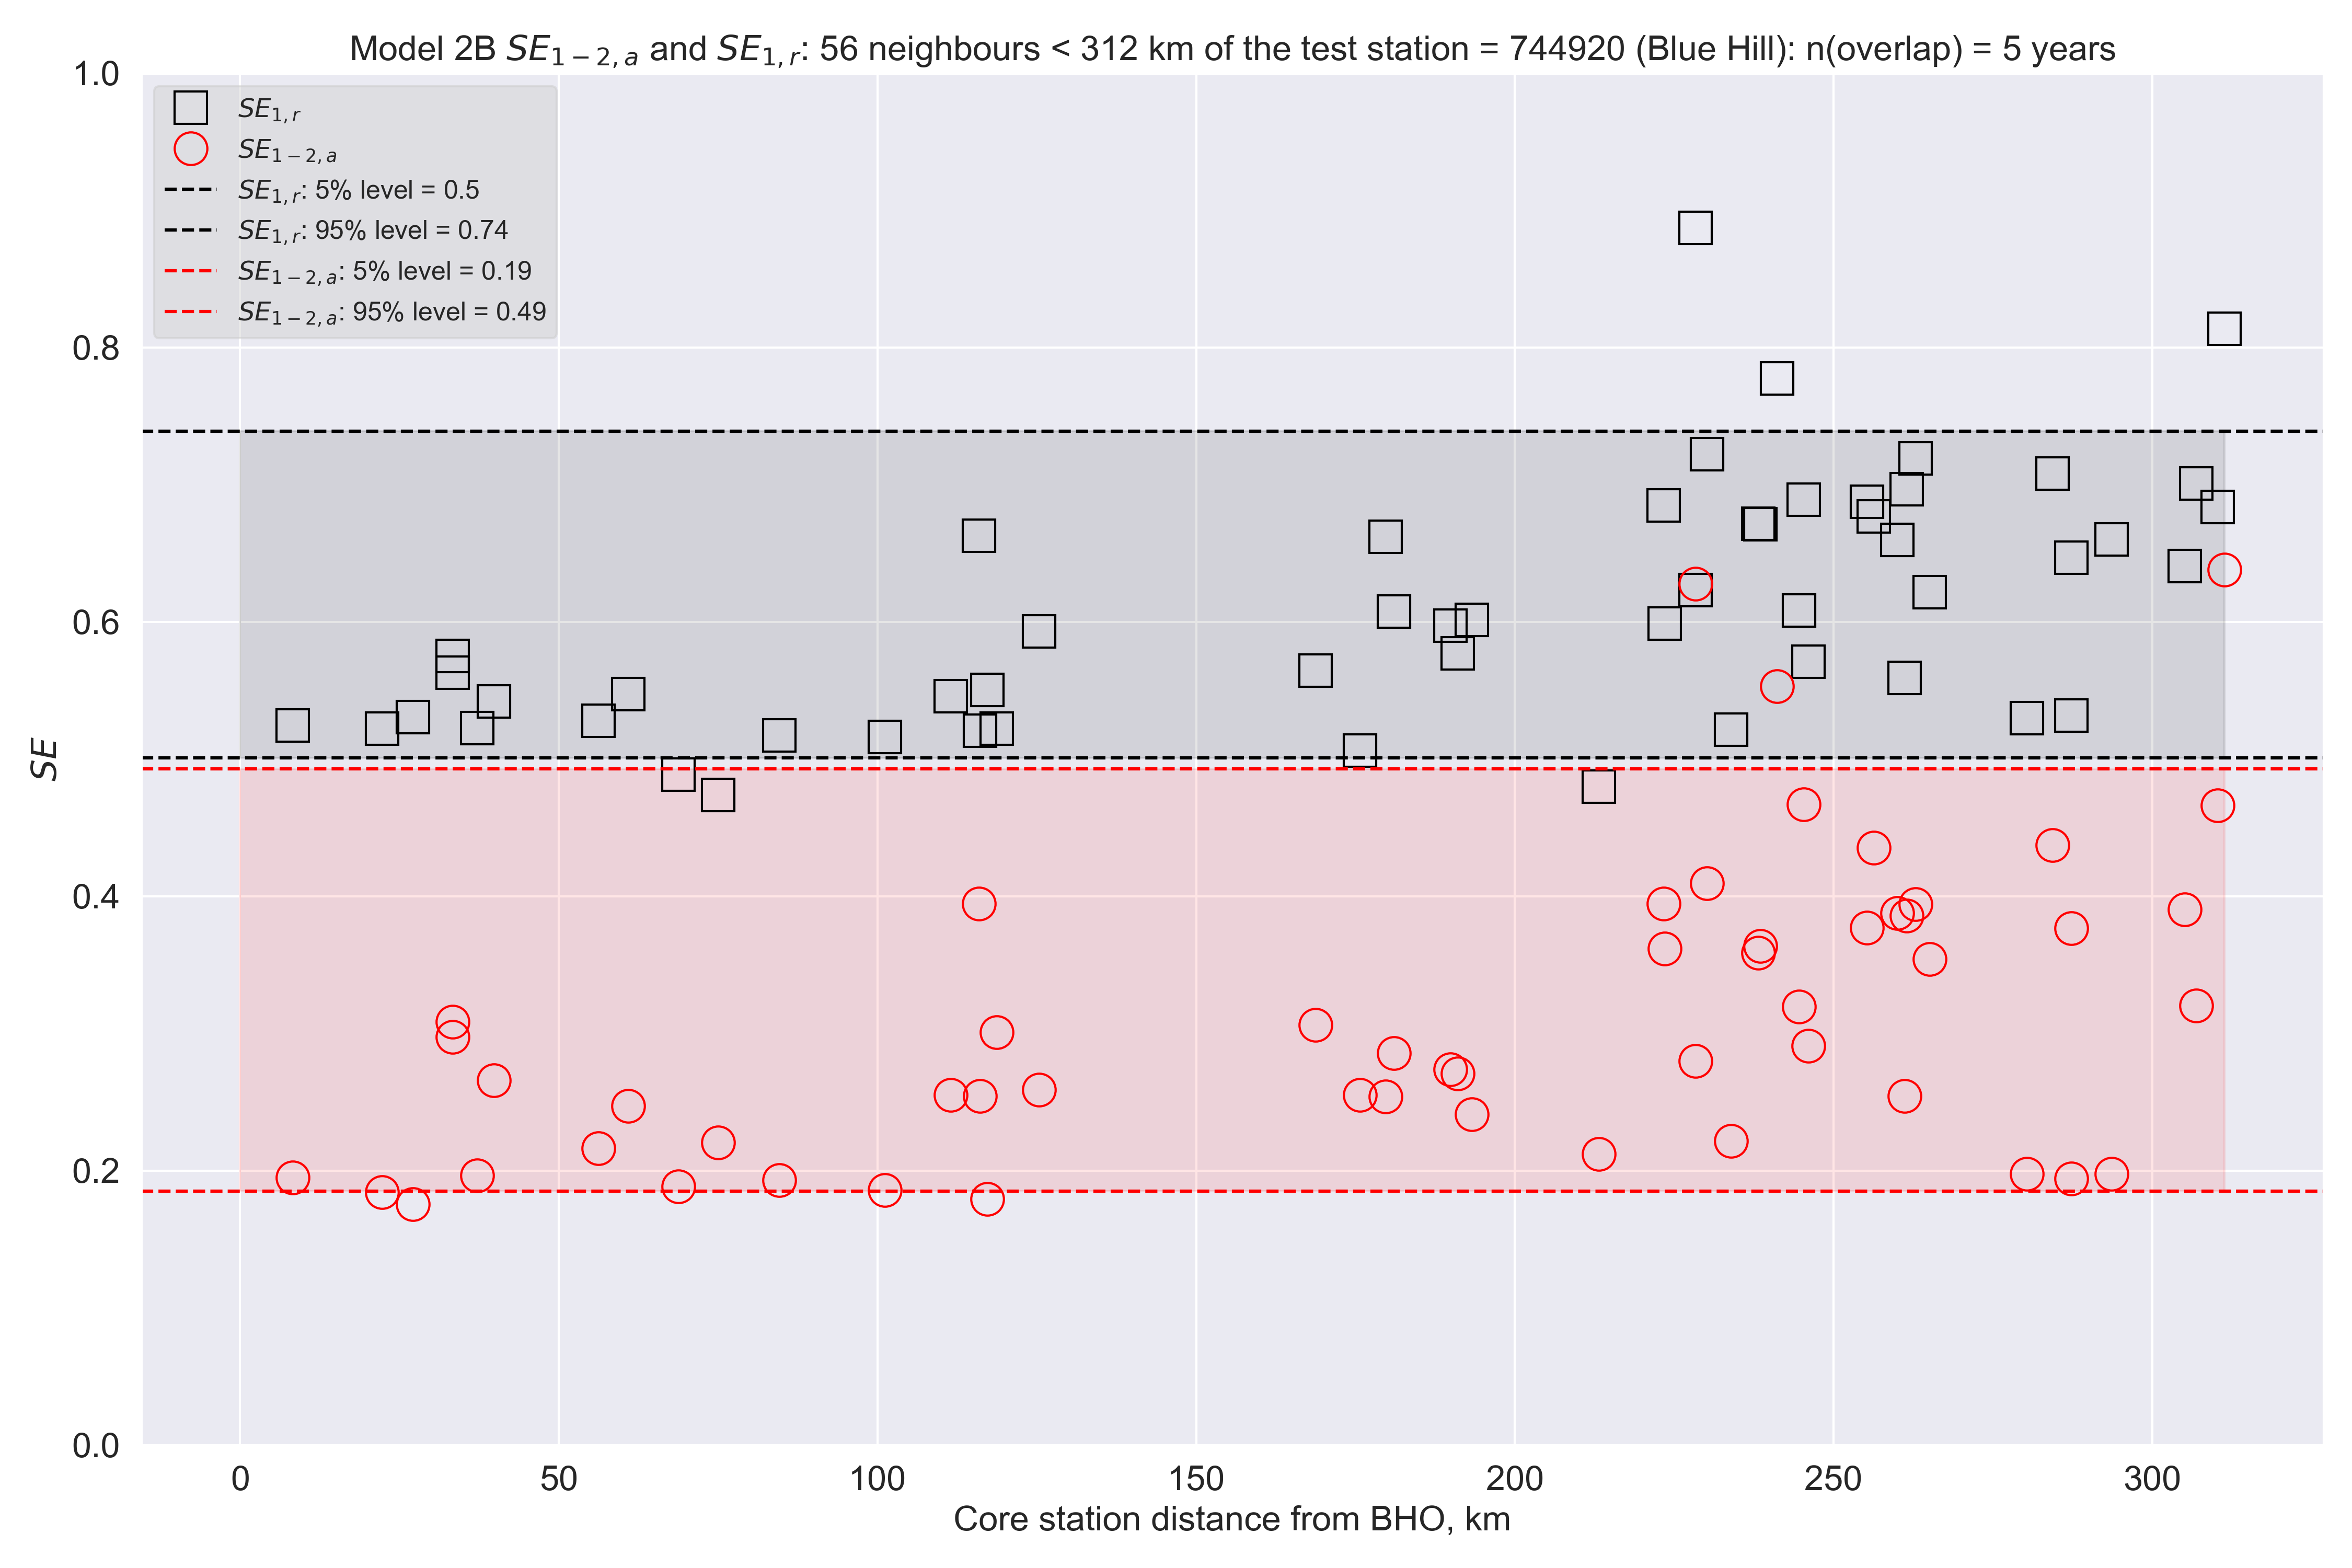 Model 2B SE₁₋₂,ₐ and SE₁,ᵣ: 56 neighbours < 312 km of the test station = 744920 (Blue Hill): n(overlap) = 5 years
1.0
SE₁,ᵣ
SE₁₋₂,ₐ
SE₁,ᵣ: 5% level = 0.5
SE₁,ᵣ: 95% level = 0.74
SE₁₋₂,ₐ: 5% level = 0.19
SE₁₋₂,ₐ: 95% level = 0.49
0.8
0.6
SE
0.4
0.2
0.0
0 50 100 150 200 250 300
Core station distance from BHO, km